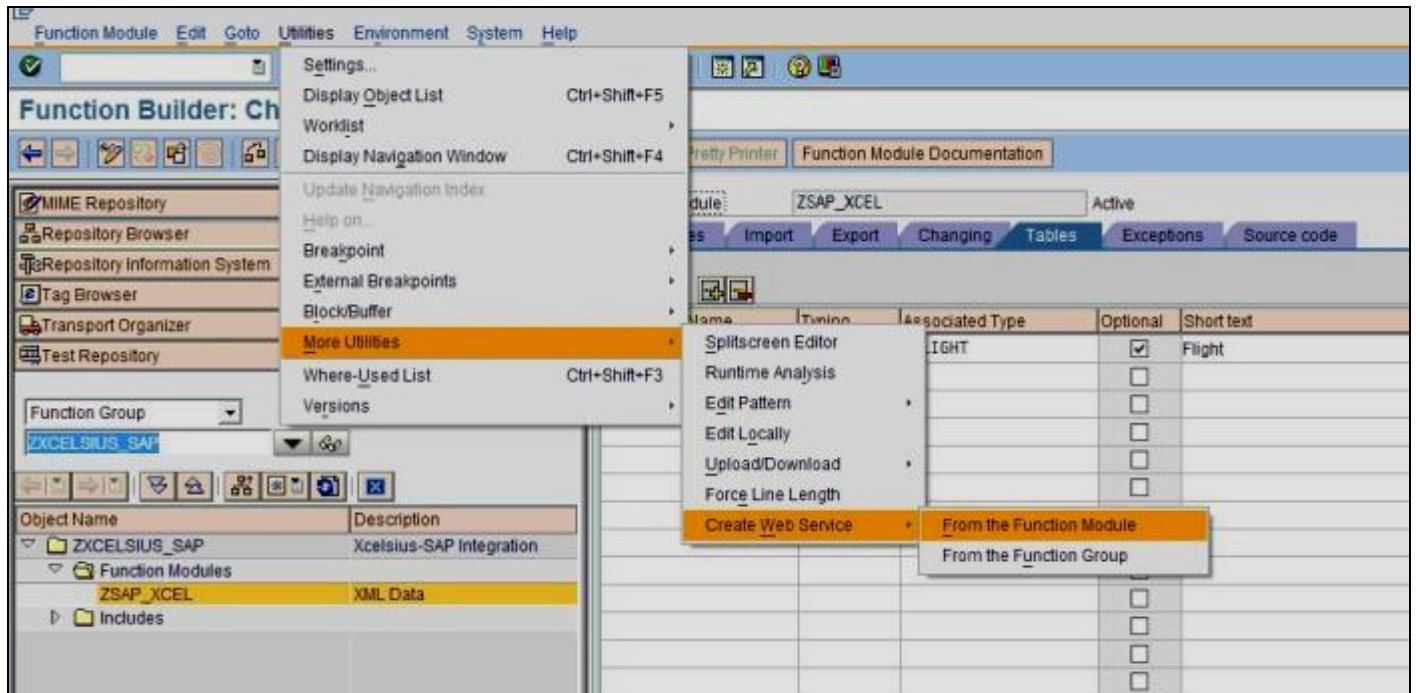 Function Module Edit Goto Utilities Environment System Help
Function Builder: Ch
Settings...
Display Object List Ctrl+Shift+F5
Worklist
Display Navigation Window Ctrl+Shift+F4
Update Navigation Index
Help on...
Breakpoint
External Breakpoints
Block/Buffer
More Utilities
Where-Used List Ctrl+Shift+F3
Versions
Pretty Printer Function Module Documentation
MIME Repository
Repository Browser
Repository Information System
Tag Browser
Transport Organizer
Test Repository
Function Group
ZXCELSIUS_SAP
Object Name Description
ZXCELSIUS_SAP Xcelsius-SAP Integration
Function Modules
ZSAP_XCEL XML Data
Includes
dule ZSAP_XCEL Active
es Import Export Changing Tables Exceptions Source code
Name Typing Associated Type Optional Short text
LIGHT Flight
Splitscreen Editor
Runtime Analysis
Edit Pattern
Edit Locally
Upload/Download
Force Line Length
Create Web Service
From the Function Module
From the Function Group